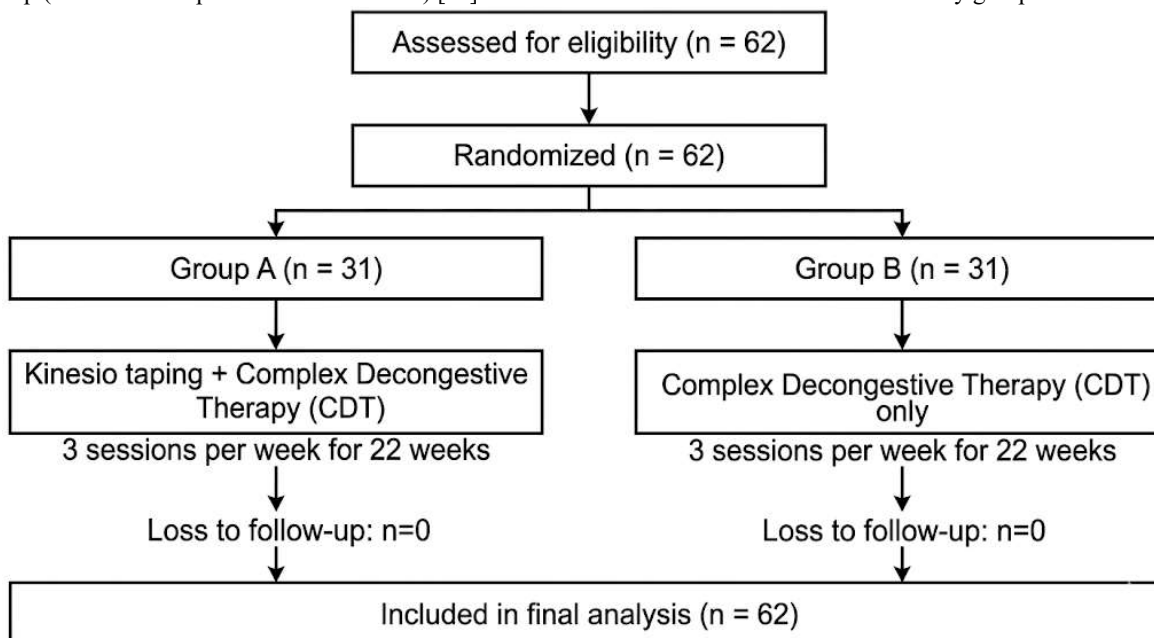 Assessed for eligibility (n = 62)
Randomized (n = 62)
Group A (n = 31)
Group B (n = 31)
Kinesio taping + Complex Decongestive
Therapy (CDT)
Complex Decongestive Therapy (CDT)
only
3 sessions per week for 22 weeks
3 sessions per week for 22 weeks
Loss to follow-up: n=0
Loss to follow-up: n=0
Included in final analysis (n = 62)